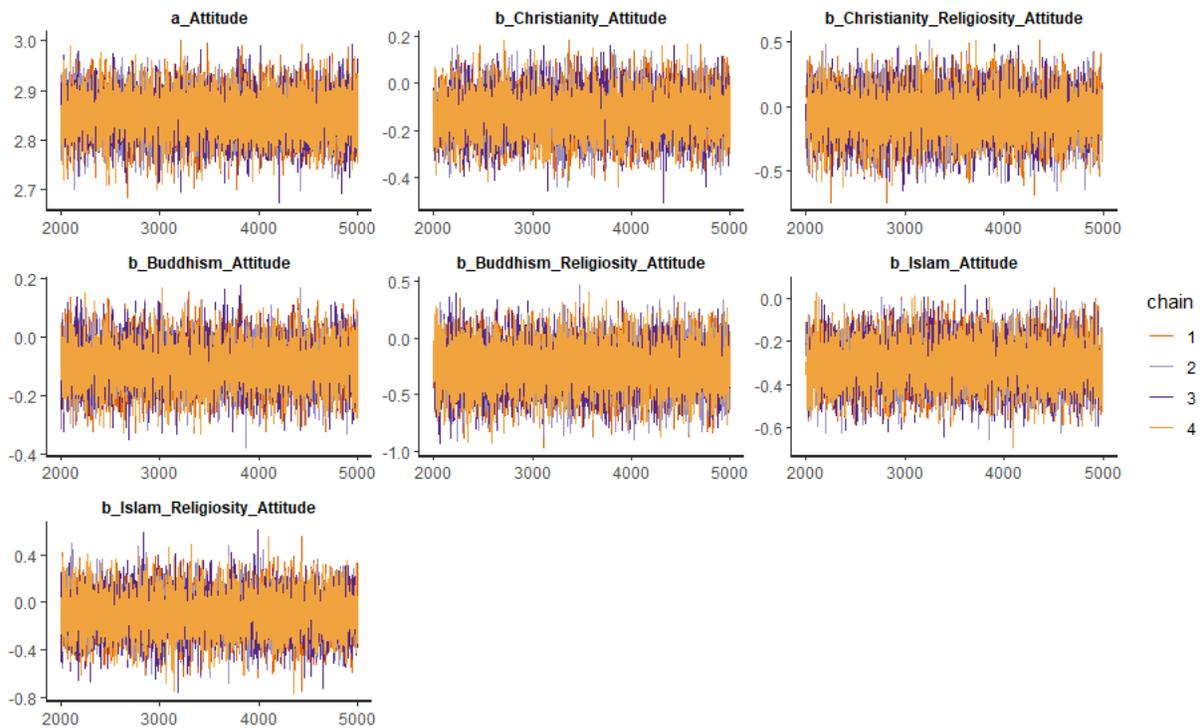 a_Attitude
b_Christianity_Attitude
b_Christianity_Religiosity_Attitude
3.0
2.9
2.8
2.7
2000 3000 4000 5000
0.2
0.0
-0.2
-0.4
2000 3000 4000 5000
0.5
0.0
-0.5
2000 3000 4000 5000
b_Buddhism_Attitude
b_Buddhism_Religiosity_Attitude
b_Islam_Attitude
0.2
0.0
-0.2
-0.4
2000 3000 4000 5000
0.5
0.0
-0.5
-1.0
2000 3000 4000 5000
0.0
-0.2
-0.4
-0.6
2000 3000 4000 5000
chain
1
2
3
4
b_Islam_Religiosity_Attitude
0.4
0.0
-0.4
-0.8
2000 3000 4000 5000